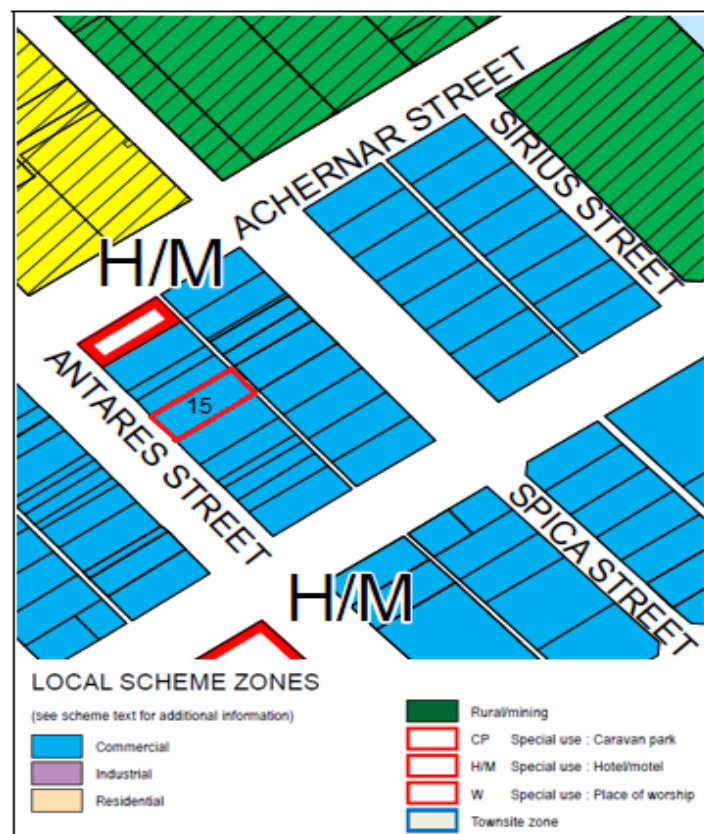 ACHERNAR STREET
SIRIUS STREET
H/M
ANTARES STREET
15
SPICA STREET
H/M
LOCAL SCHEME ZONES
(see scheme text for additional information)
Commercial
Industrial
Residential
Rural/mining
CP Special use : Caravan park
H/M Special use : Hotel/motel
W Special use : Place of worship
Townsite zone